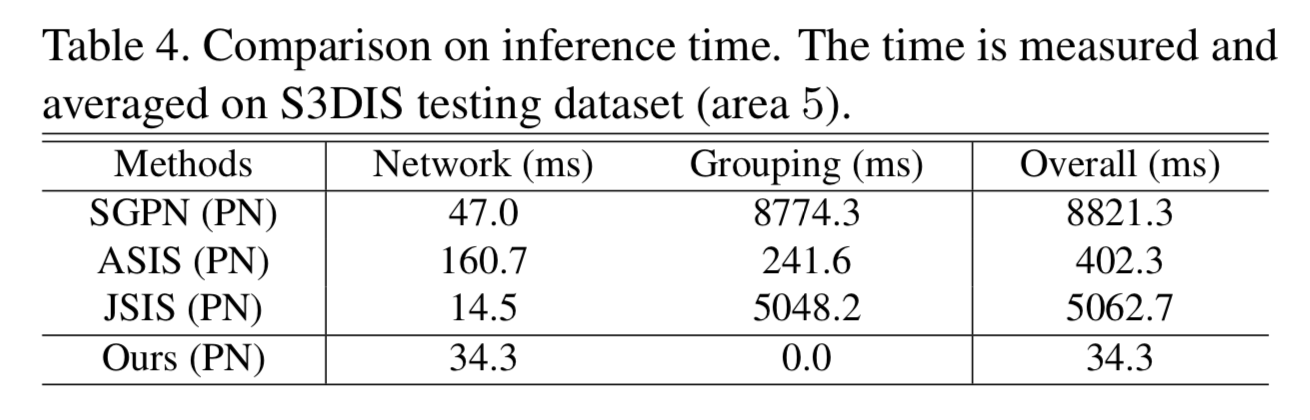 Table 4. Comparison on inference time. The time is measured and
averaged on S3DIS testing dataset (area 5).
Methods Network (ms) Grouping (ms) Overall (ms)
SGPN (PN) 47.0 8774.3 8821.3
ASIS (PN) 160.7 241.6 402.3
JSIS (PN) 14.5 5048.2 5062.7
Ours (PN) 34.3 0.0 34.3